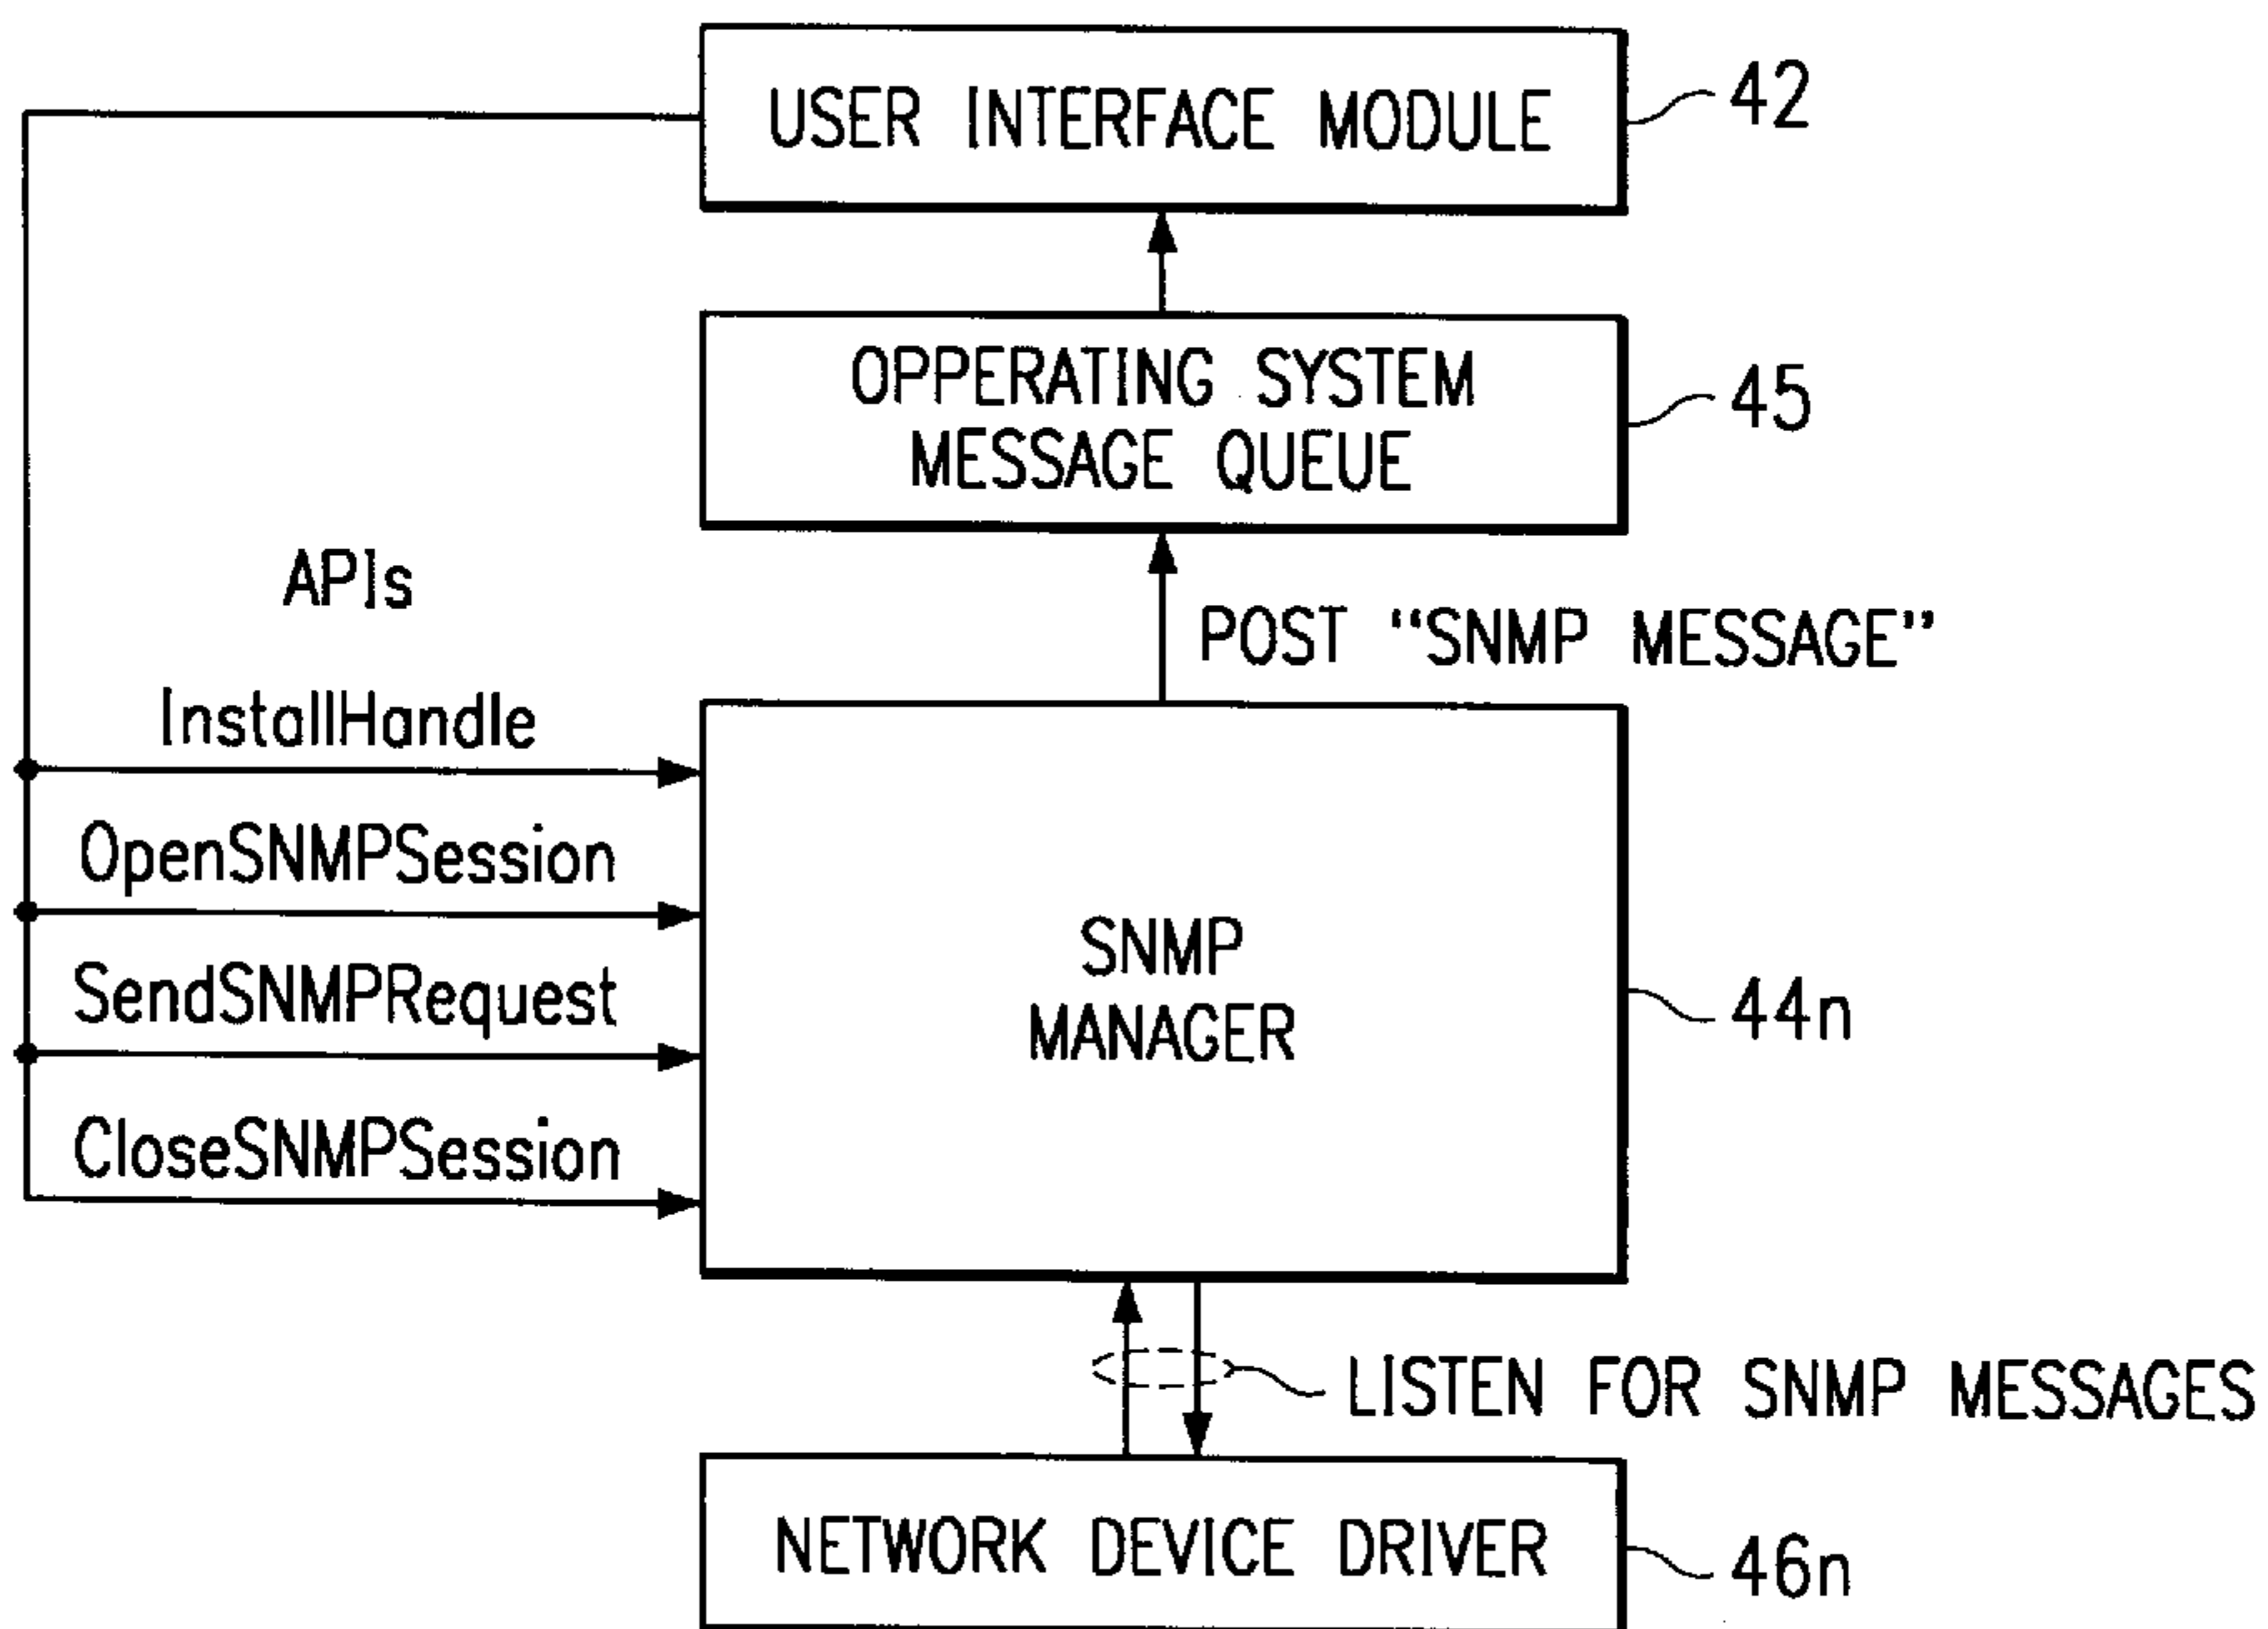 USER INTERFACE MODULE
42
OPPERATING SYSTEM
MESSAGE QUEUE
45
APIs
POST “SNMP MESSAGE”
InstallHandle
OpenSNMPSession
SendSNMPRequest
CloseSNMPSession
SNMP
MANAGER
44n
LISTEN FOR SNMP MESSAGES
NETWORK DEVICE DRIVER
46n